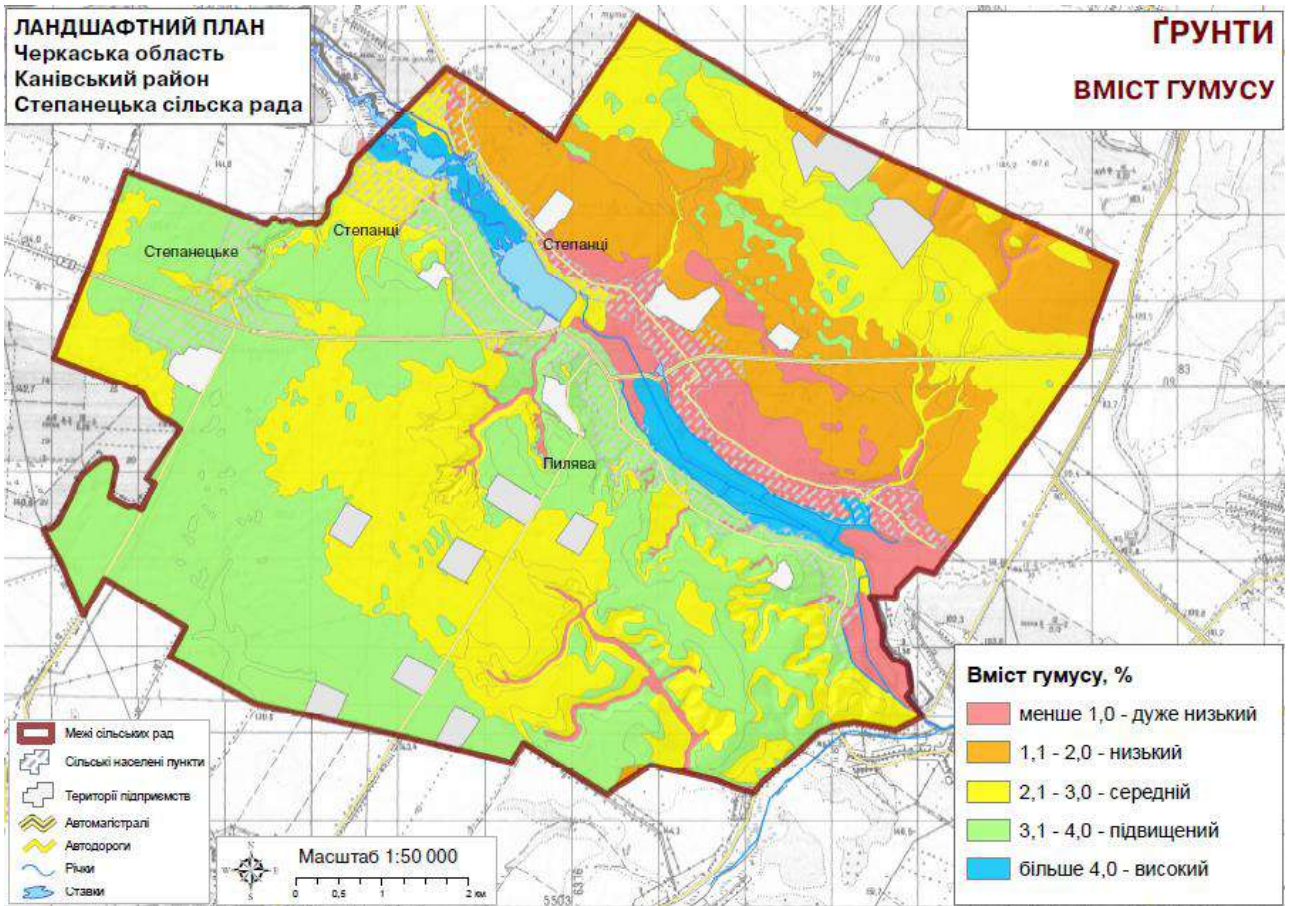 ЛАНДШАФТНИЙ ПЛАН
Черкаська область
Канівський район
Степанецька сільска рада
ҐРУНТИ
ВМІСТ ГУМУСУ
Степанецьке
Степанці
Степанці
Пилява
Вміст гумусу, %
менше 1,0 - дуже низький
1,1 - 2,0 - низький
2,1 - 3,0 - середній
3,1 - 4,0 - підвищений
більше 4,0 - високий
Межі сільських рад
Сільські населені пункти
Території підприємств
Автомагістралі
Автодороги
Річки
Ставки
N
W
E
S
Масштаб 1:50 000
0 0,5 1 2 км
5503
6316
83